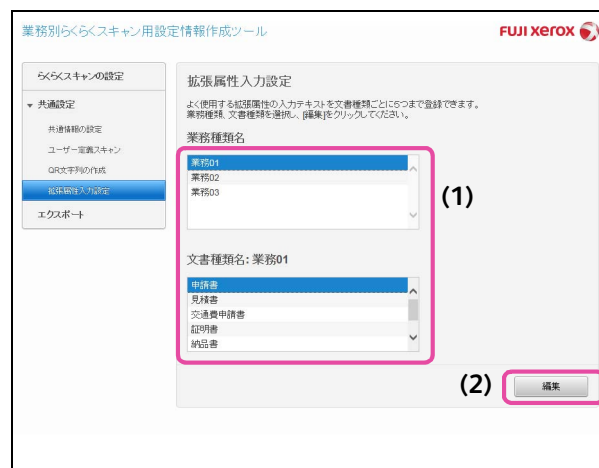 業務別らくらくスキャン用設定情報作成ツール
FUJI xerox
らくらくスキャンの設定
共通設定
共通情報の設定
ユーザー定義スキャン
QR文字列の作成
拡張属性入力設定
エクスポート
拡張属性入力設定
よく使用する拡張属性の入力テキストを文書種類ごとに5つまで登録できます。
業務種類、文書種類を選択し、[編集]をクリックしてください。
業務種類名
業務01
業務02
業務03
(1)
文書種類名: 業務01
申請書
見積書
交通費申請書
証明書
納品書
(2)
編集